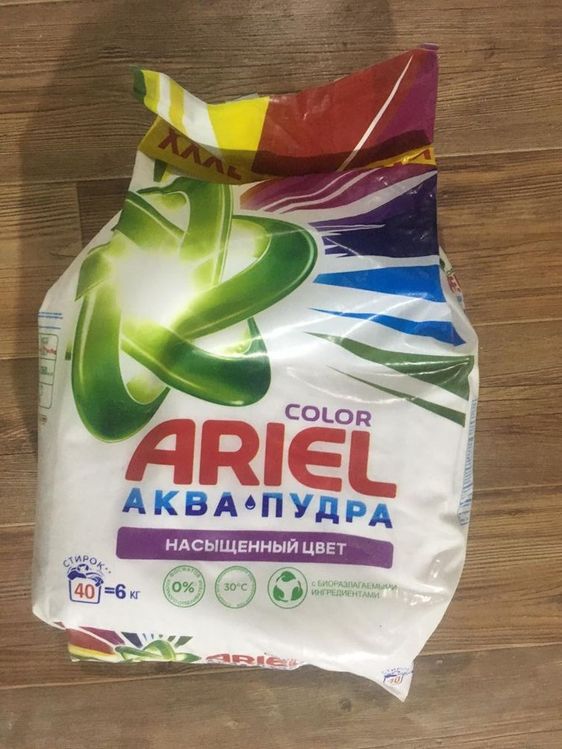 COLOR
ARIEL
АКВА•ПУДРА
НАСЫЩЕННЫЙ ЦВЕТ
СТИРОК**
40 =6 КГ
0%
30°C
С БИОРАЗЛАГАЕМЫМИ
ИНГРЕДИЕНТАМИ
ARIEL